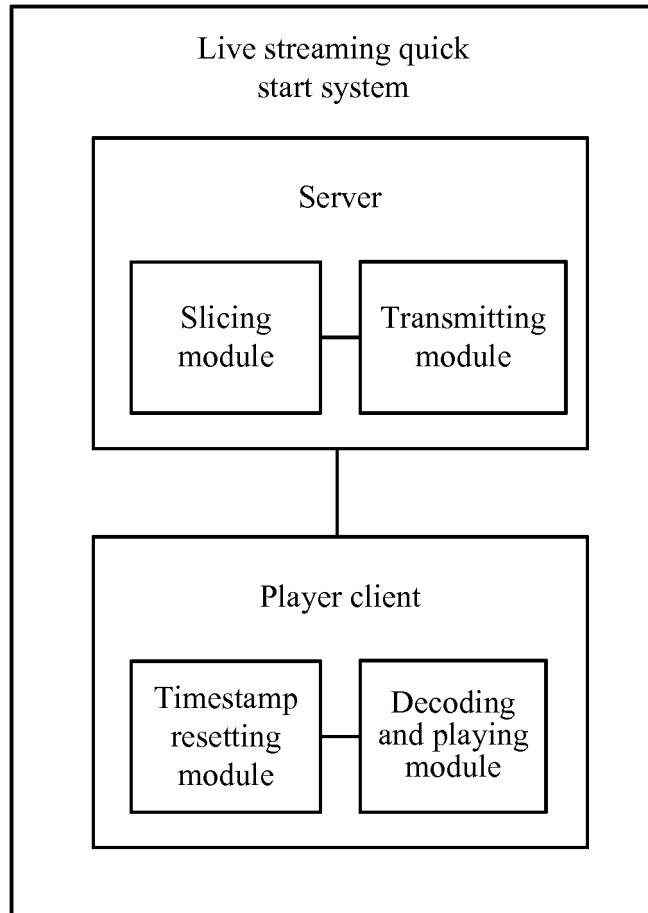 Live streaming quick
start system
Server
Slicing
module
Transmitting
module
Player client
Timestamp
resetting
module
Decoding
and playing
module